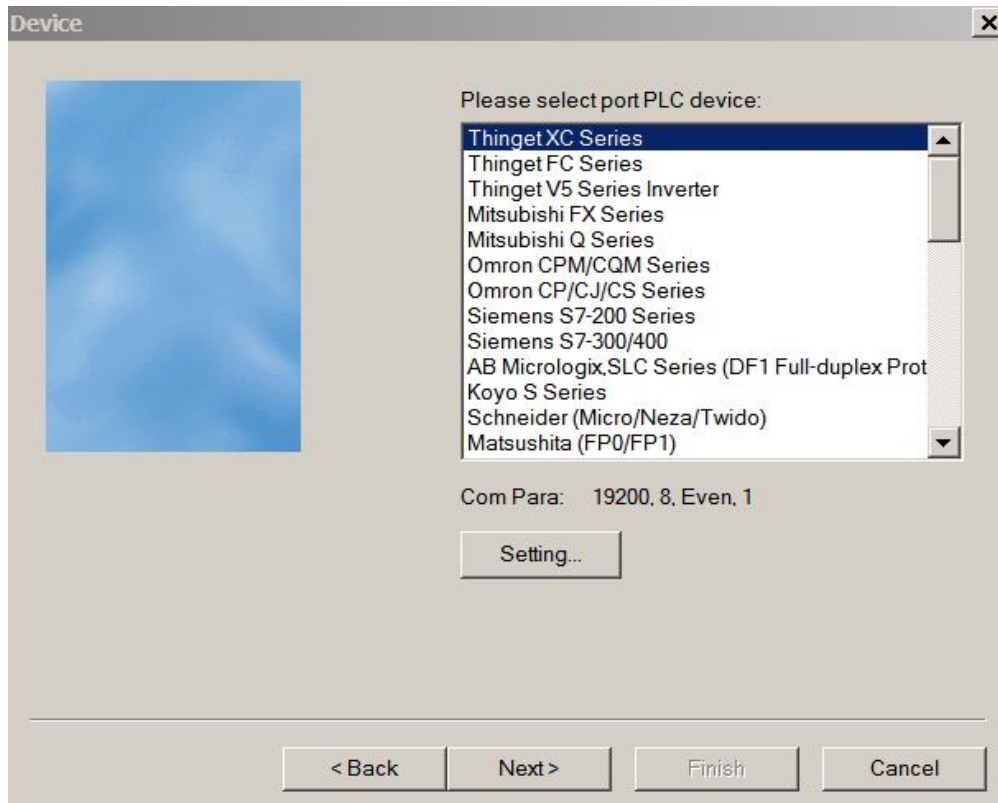 Device
Please select port PLC device:
Thinget XC Series
Thinget FC Series
Thinget V5 Series Inverter
Mitsubishi FX Series
Mitsubishi Q Series
Omron CPM/CQM Series
Omron CP/CJ/CS Series
Siemens S7-200 Series
Siemens S7-300/400
AB Micrologix,SLC Series (DF1 Full-duplex Prot
Koyo S Series
Schneider (Micro/Neza/Twido)
Matsushita (FP0/FP1)
Com Para: 19200, 8, Even, 1
Setting...
< Back Next > Finish Cancel